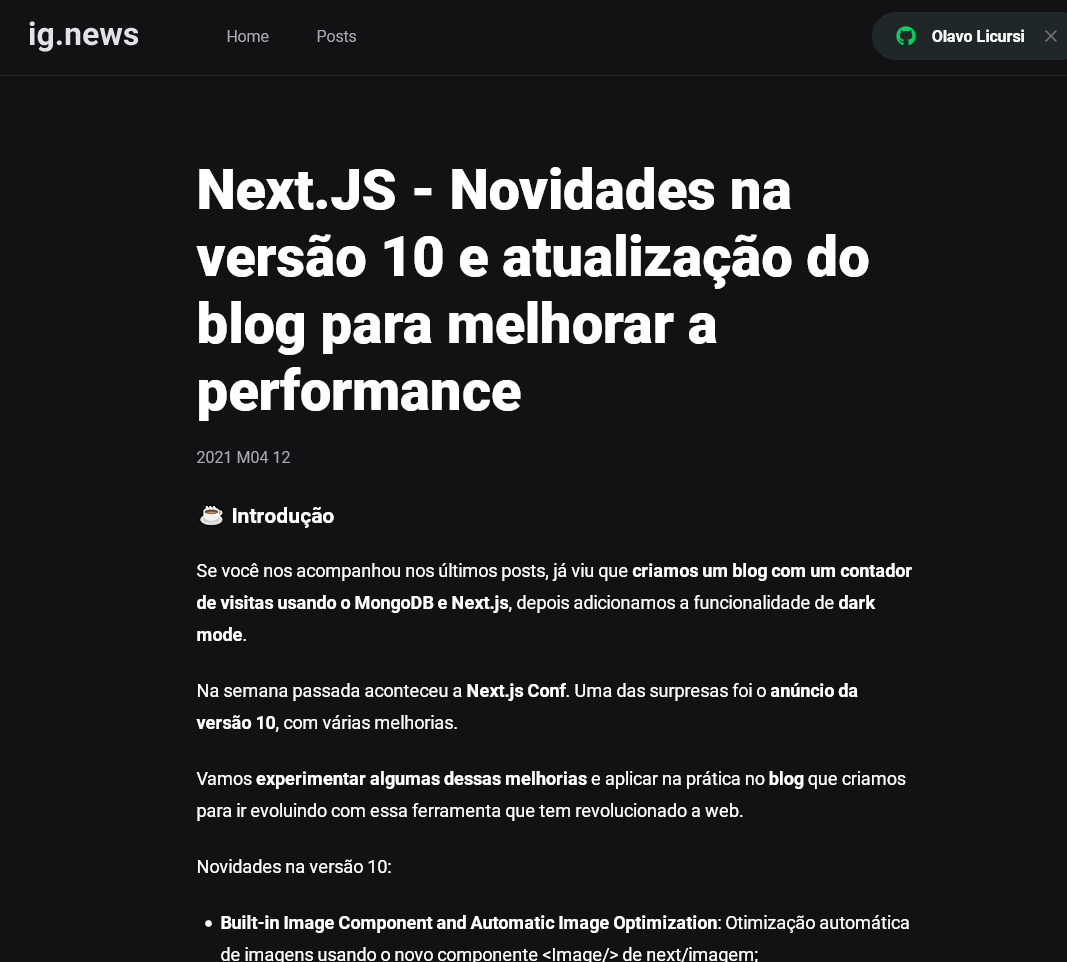 ig.news
Home
Posts
Olavo Licursi
Next.JS - Novidades na
versão 10 e atualização do
blog para melhorar a
performance
2021 M04 12
☕ Introdução
Se você nos acompanhou nos últimos posts, já viu que criamos um blog com um contador
de visitas usando o MongoDB e Next.js, depois adicionamos a funcionalidade de dark
mode.
Na semana passada aconteceu a Next.js Conf. Uma das surpresas foi o anúncio da
versão 10, com várias melhorias.
Vamos experimentar algumas dessas melhorias e aplicar na prática no blog que criamos
para ir evoluindo com essa ferramenta que tem revolucionado a web.
Novidades na versão 10:
• Built-in Image Component and Automatic Image Optimization: Otimização automática
de imagens usando o novo componente <Image/> de next/imagem;